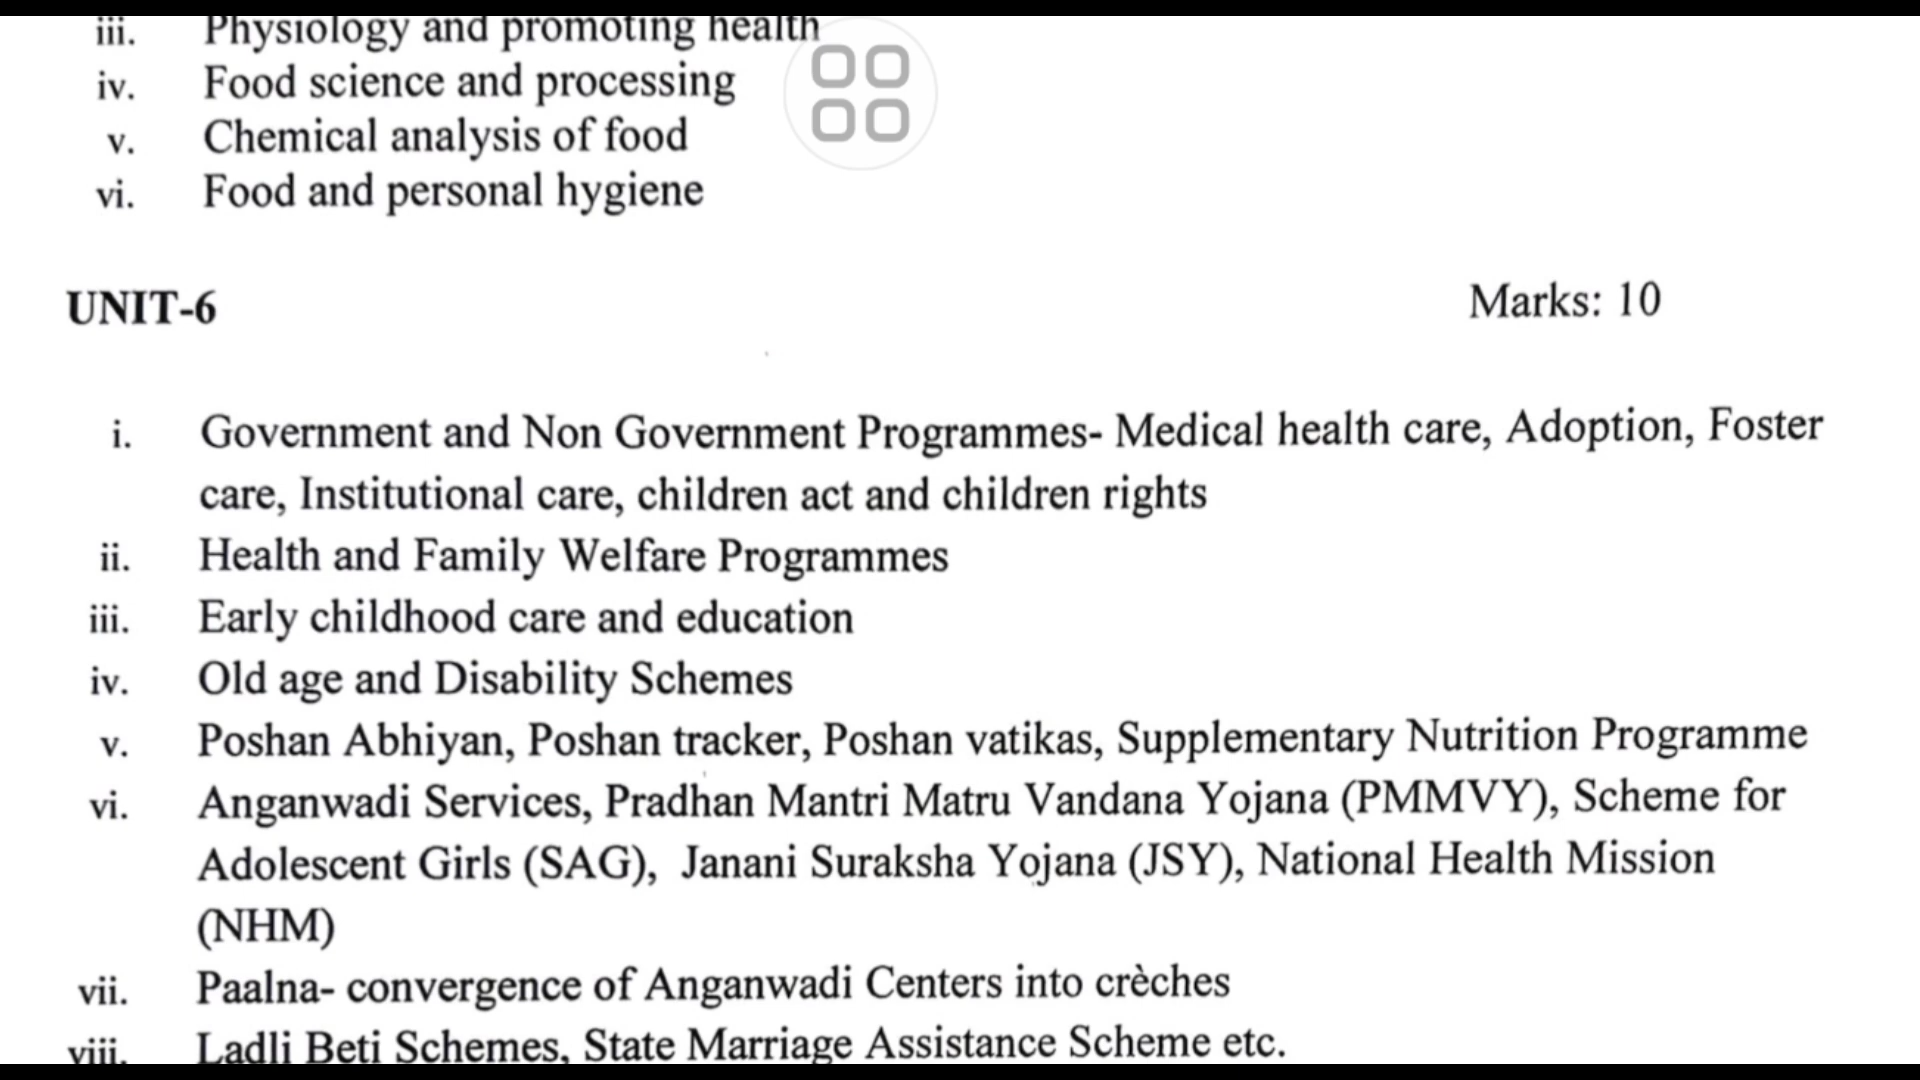 iii. Physiology and promoting health
iv. Food science and processing
v. Chemical analysis of food
vi. Food and personal hygiene
UNIT-6 Marks: 10
i. Government and Non Government Programmes- Medical health care, Adoption, Foster
care, Institutional care, children act and children rights
ii. Health and Family Welfare Programmes
iii. Early childhood care and education
iv. Old age and Disability Schemes
v. Poshan Abhiyan, Poshan tracker, Poshan vatikas, Supplementary Nutrition Programme
vi. Anganwadi Services, Pradhan Mantri Matru Vandana Yojana (PMMVY), Scheme for
Adolescent Girls (SAG), Janani Suraksha Yojana (JSY), National Health Mission
(NHM)
vii. Paalna- convergence of Anganwadi Centers into crèches
viii. Ladli Beti Schemes, State Marriage Assistance Scheme etc.